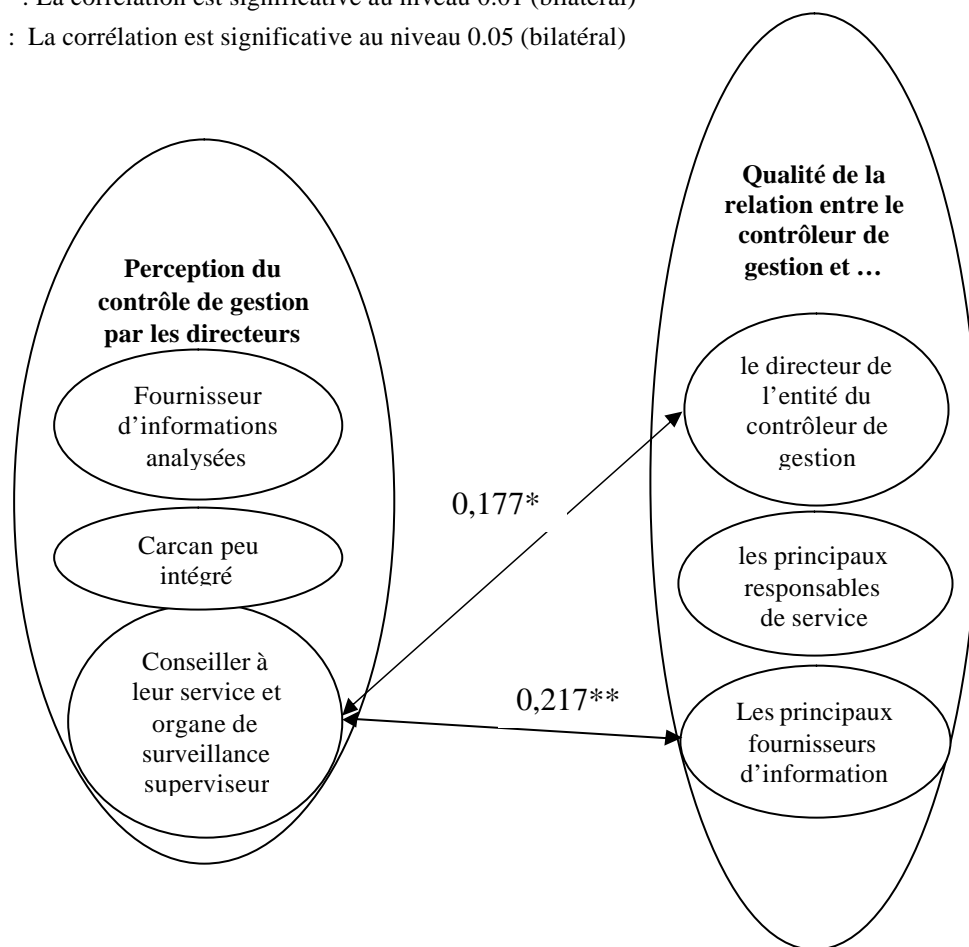 : La corrélation est significative au niveau 0.01 (bilatéral)
: La corrélation est significative au niveau 0.05 (bilatéral)
Perception du
contrôle de gestion
par les directeurs
Fournisseur
d’informations
analysées
Carcan peu
intégré
Conseiller à
leur service et
organe de
surveillance
superviseur
0,177*
0,217**
Qualité de la
relation entre le
contrôleur de
gestion et …
le directeur de
l’entité du
contrôleur de
gestion
les principaux
responsables
de service
Les principaux
fournisseurs
d’information